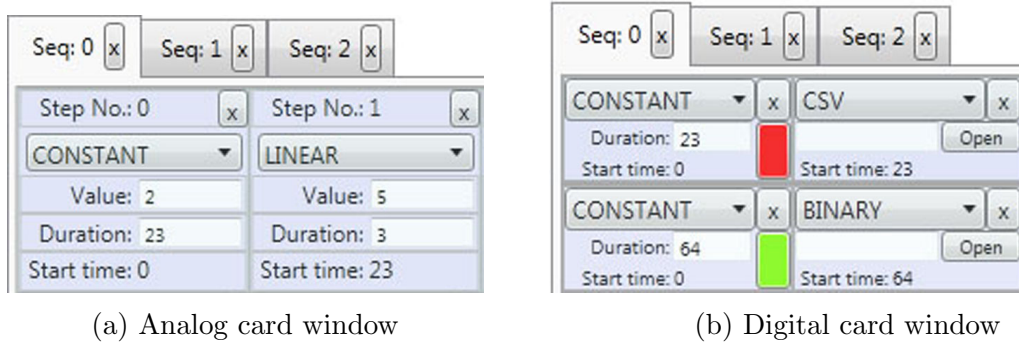 Seq: 0 x Seq: 1 x Seq: 2 x
Step No.: 0 x Step No.: 1 x
CONSTANT LINEAR
Value: 2 Value: 5
Duration: 23 Duration: 3
Start time: 0 Start time: 23
(a) Analog card window
Seq: 0 x Seq: 1 x Seq: 2 x
CONSTANT x CSV x
Duration: 23 Open
Start time: 0 Start time: 23
CONSTANT x BINARY x
Duration: 64 Open
Start time: 0 Start time: 64
(b) Digital card window